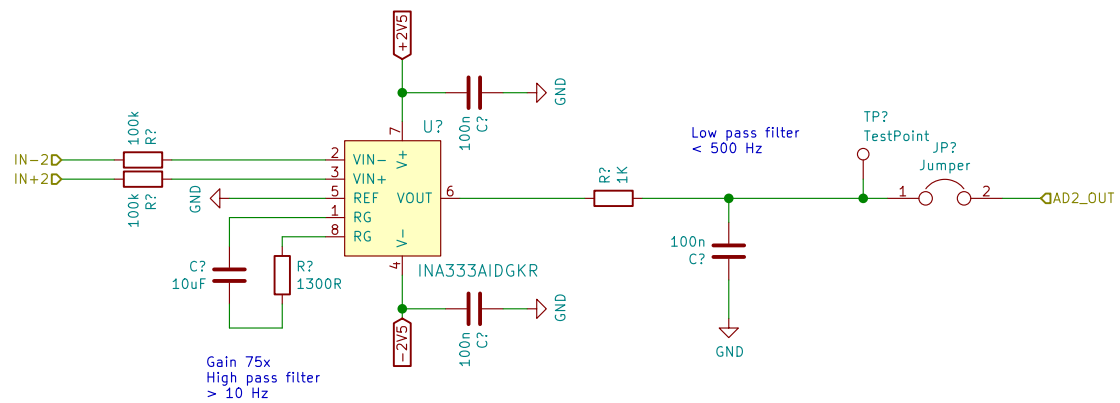 +2V5
100n
C?
GND
100k
R?
U?
7
V+
IN-2
IN+2
2
VIN-
3
VIN+
5
REF
VOUT
6
1
RG
8
RG
V-
4
INA333AIDGKR
GND
100k
R?
C?
10uF
R?
1300R
-2V5
100n
C?
GND
Gain 75x
High pass filter
> 10 Hz
R?
1K
Low pass filter
< 500 Hz
100n
C?
GND
TP?
TestPoint
JP?
Jumper
1
2
AD2_OUT